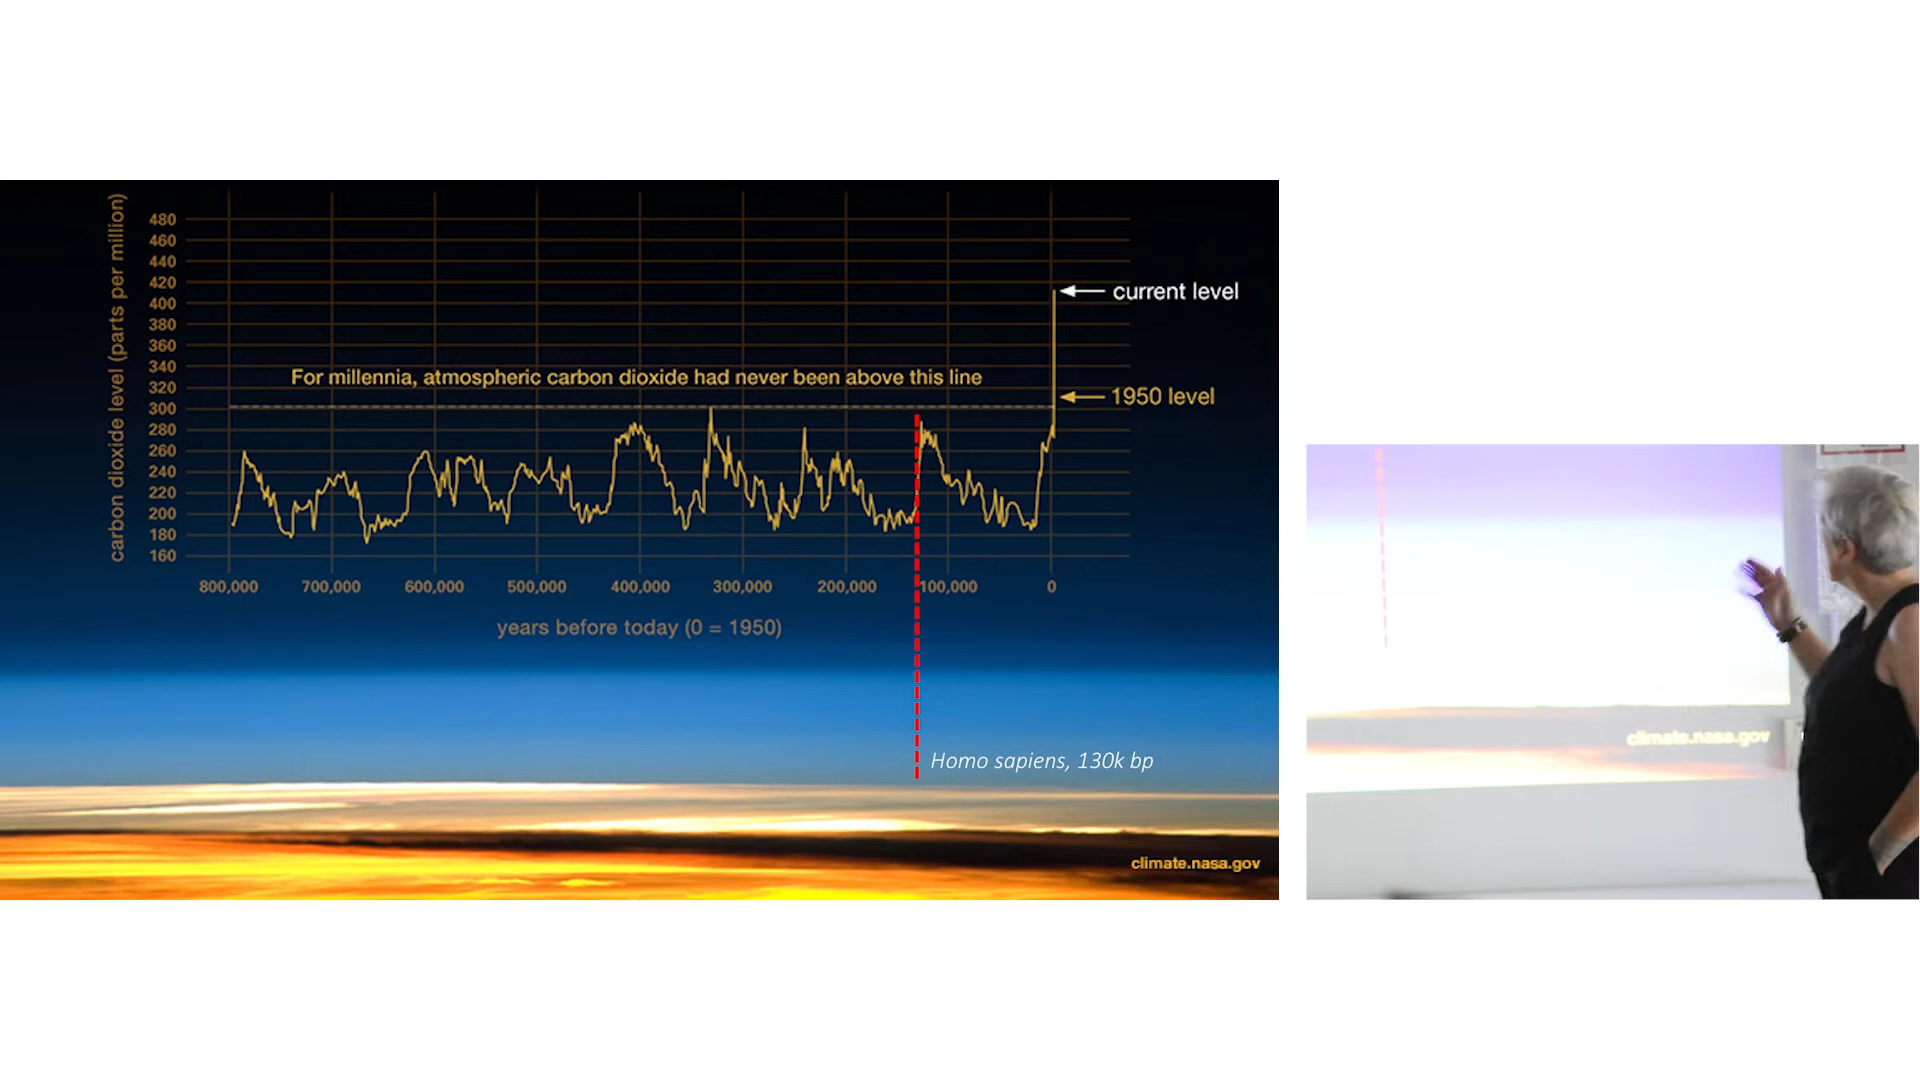 carbon dioxide level (parts per million)
480
460
440
420
400
380
360
340
320
300
280
260
240
220
200
180
160
current level
For millennia, atmospheric carbon dioxide had never been above this line
1950 level
800,000 700,000 600,000 500,000 400,000 300,000 200,000 100,000 0
years before today (0 = 1950)
Homo sapiens, 130k bp
climate.nasa.gov
climate.nasa.gov